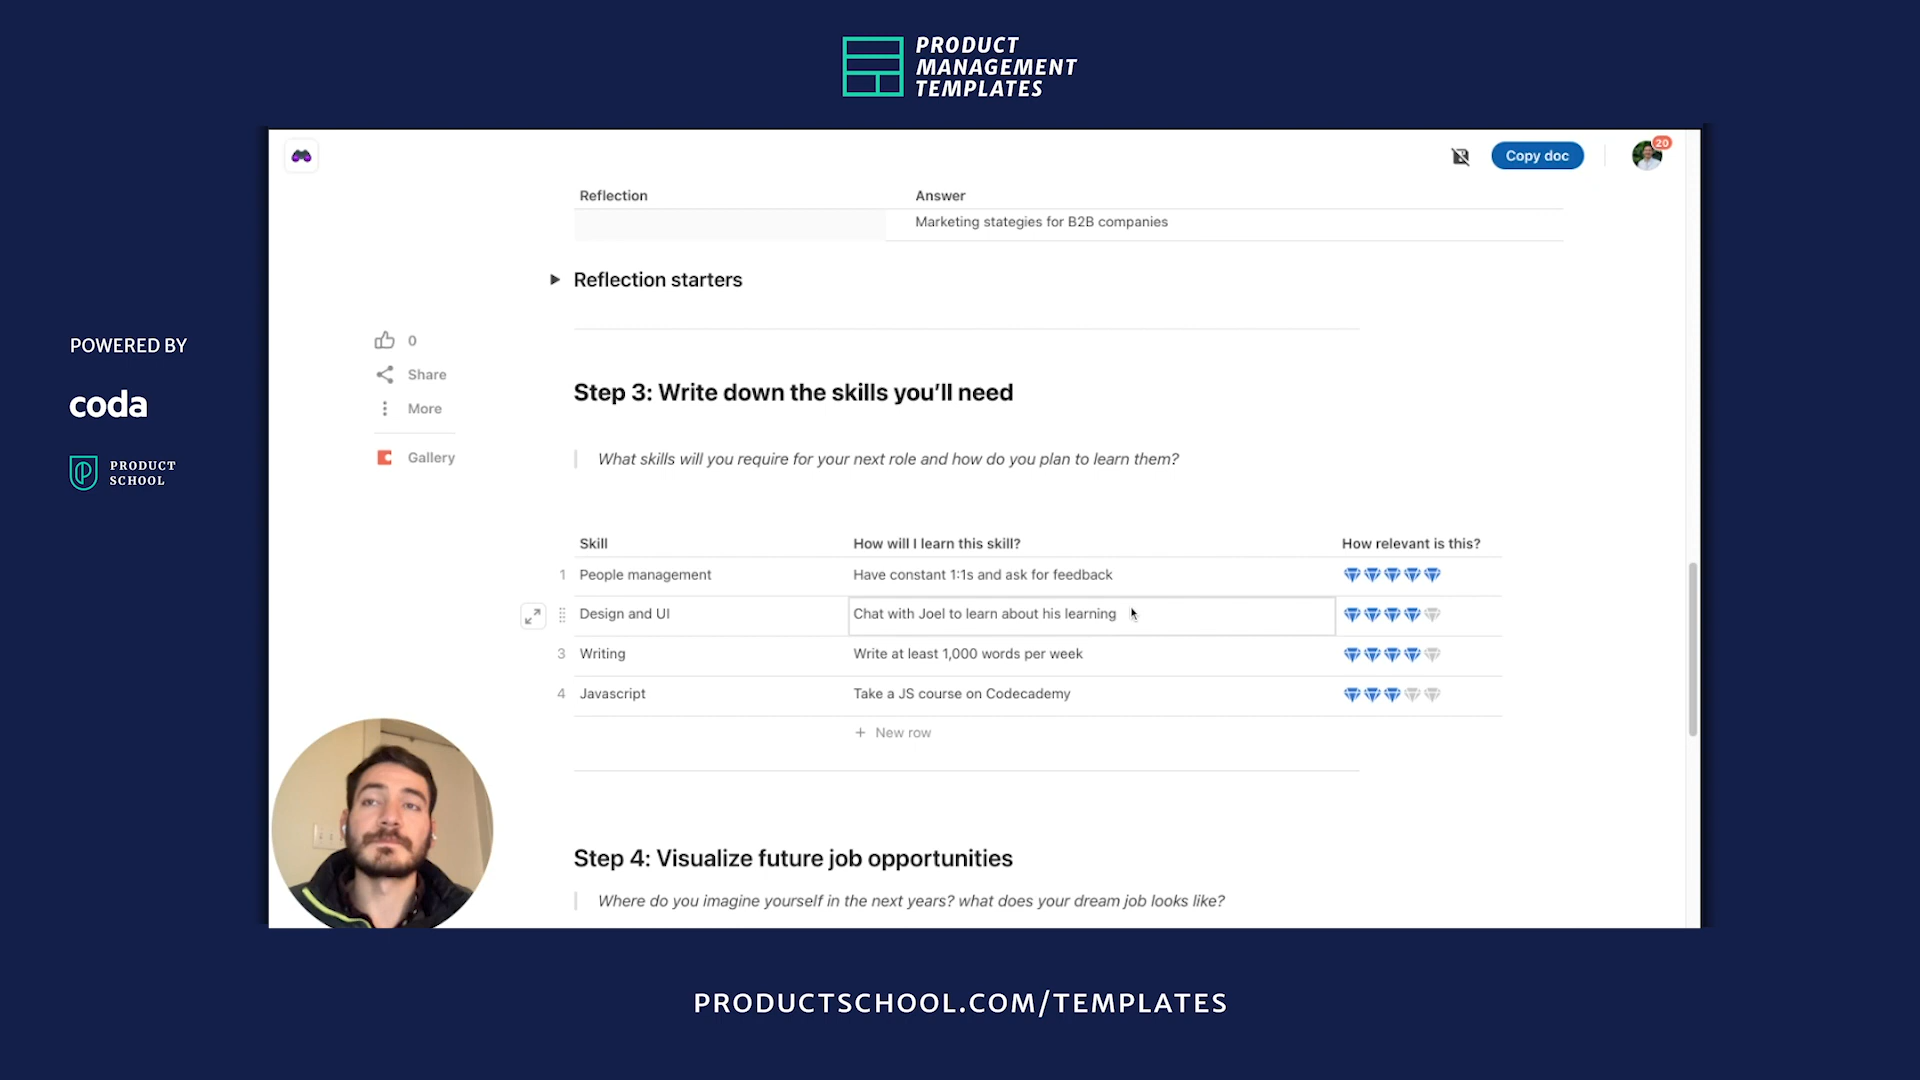 PRODUCT
MANAGEMENT
TEMPLATES
Copy doc
20
Reflection Answer
Marketing stategies for B2B companies
Reflection starters
0
Share
More
Gallery
POWERED BY
coda
PRODUCT
SCHOOL
Step 3: Write down the skills you’ll need
What skills will you require for your next role and how do you plan to learn them?
Skill How will I learn this skill? How relevant is this?
1 People management Have constant 1:1s and ask for feedback
Design and UI Chat with Joel to learn about his learning
3 Writing Write at least 1,000 words per week
4 Javascript Take a JS course on Codecademy
+ New row
Step 4: Visualize future job opportunities
Where do you imagine yourself in the next years? what does your dream job looks like?
PRODUCTSCHOOL.COM/TEMPLATES